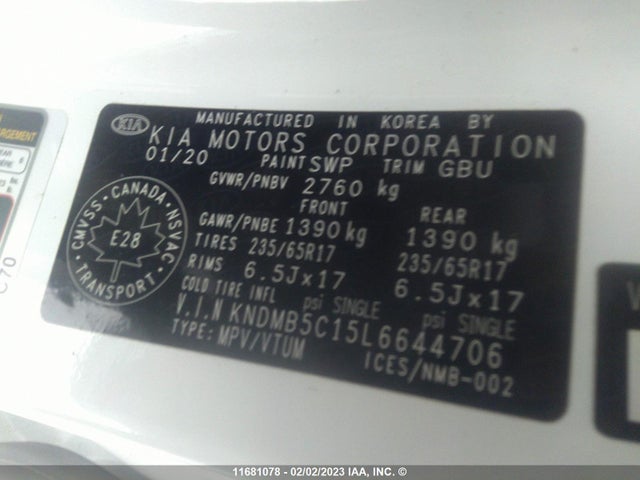 MANUFACTURED IN KOREA BY
KIA KIA MOTORS CORPORATION
01/20 PAINT SWP TRIM GBU
GVWR/PNBV 2760 kg
FRONT REAR
GAWR/PNBE 1390 kg 1390 kg
TIRES 235/65R17 235/65R17
RIMS 6.5Jx17 6.5Jx17
COLD TIRE INFL psi SINGLE psi SINGLE
V.I.N KNDMB5C15L6644706
TYPE: MPV/VTUM ICES/NMB-002
CMVSS · CANADA · NSVAC
TRANSPORT
E28
C70
11681078 - 02/02/2023 IAA, INC. ©